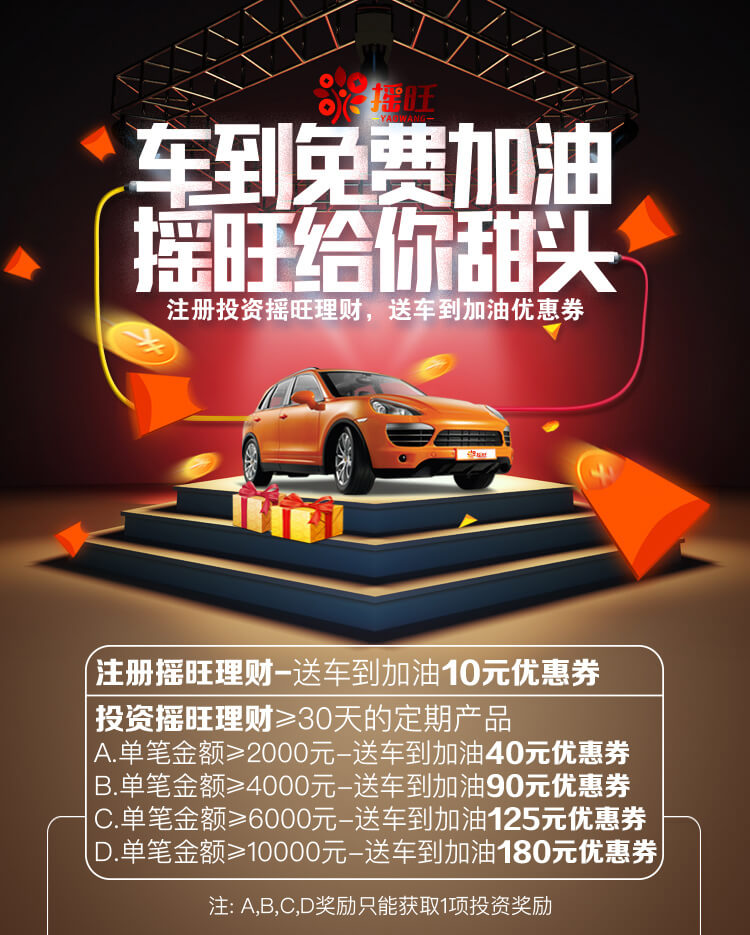 摇旺
YAEWANG
车到免费加油
摇旺给你甜头
注册投资摇旺理财，送车到加油优惠券
摇旺
注册摇旺理财-送车到加油10元优惠券
投资摇旺理财≥30天的定期产品
A.单笔金额≥2000元-送车到加油40元优惠券
B.单笔金额≥4000元-送车到加油90元优惠券
C.单笔金额≥6000元-送车到加油125元优惠券
D.单笔金额≥10000元-送车到加油180元优惠券
注: A,B,C,D奖励只能获取1项投资奖励